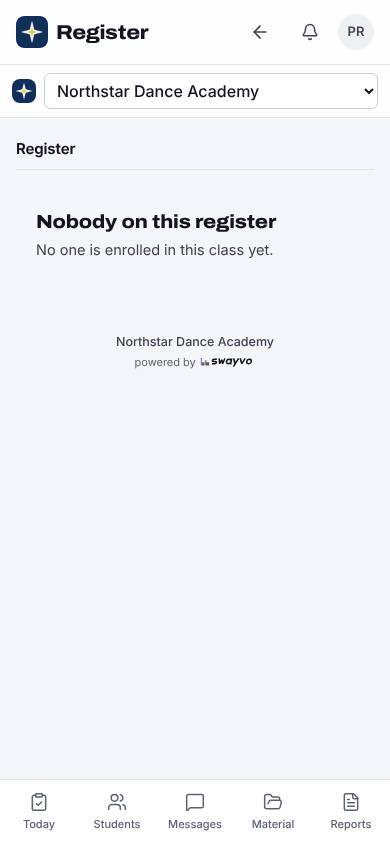 Register
PR
Northstar Dance Academy
Register
Nobody on this register
No one is enrolled in this class yet.
Northstar Dance Academy
powered by swayvo
Today
Students
Messages
Material
Reports